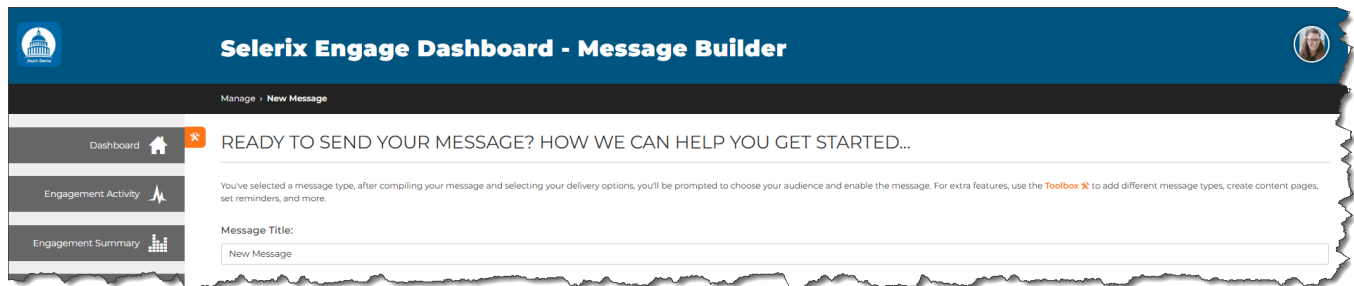 Selerix Engage Dashboard - Message Builder
Manage › New Message
Dashboard
READY TO SEND YOUR MESSAGE? HOW WE CAN HELP YOU GET STARTED...
Engagement Activity
You've selected a message type, after compiling your message and selecting your delivery options, you'll be prompted to choose your audience and enable the message. For extra features, use the Toolbox to add different message types, create content pages,
set reminders, and more.
Engagement Summary
Message Title:
New Message